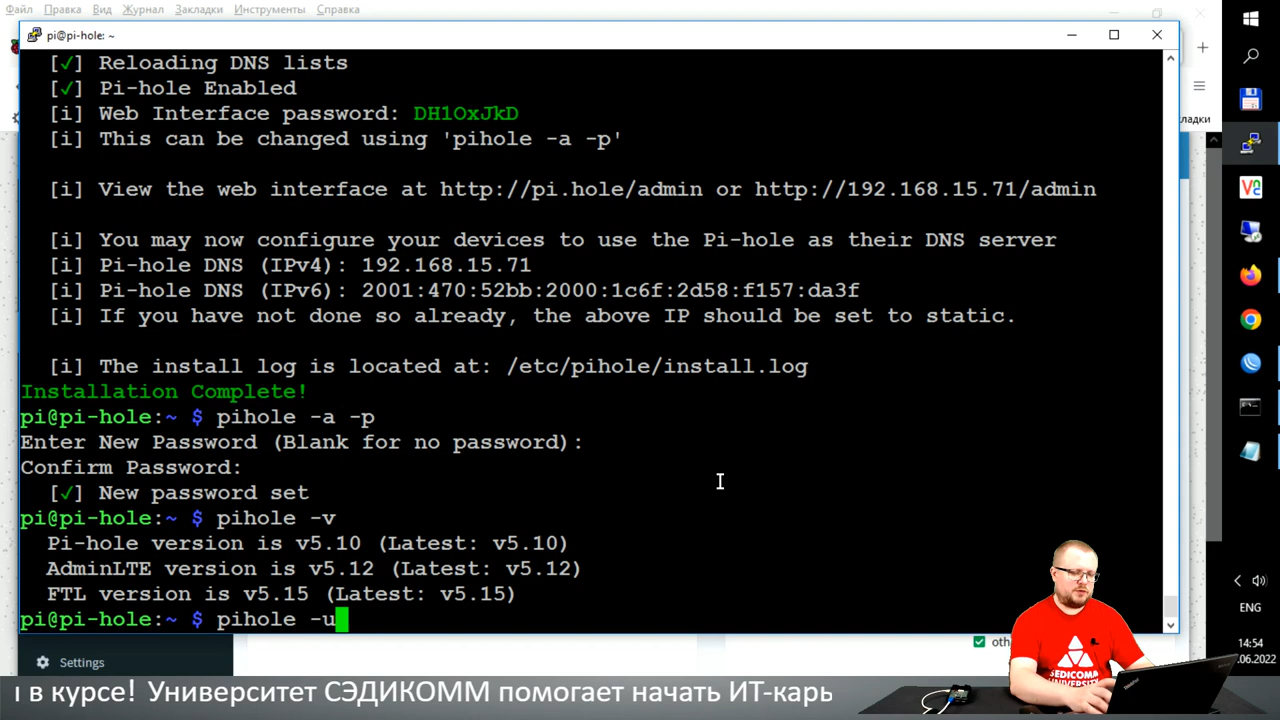 Файл Правка Вид Журнал Закладки Инструменты Справка
pi@pi-hole: ~
[✓] Reloading DNS lists
[✓] Pi-hole Enabled
[i] Web Interface password: DH1OxJkD
[i] This can be changed using 'pihole -a -p'
[i] View the web interface at http://pi.hole/admin or http://192.168.15.71/admin
[i] You may now configure your devices to use the Pi-hole as their DNS server
[i] Pi-hole DNS (IPv4): 192.168.15.71
[i] Pi-hole DNS (IPv6): 2001:470:52bb:2000:1c6f:2d58:f157:da3f
[i] If you have not done so already, the above IP should be set to static.
[i] The install log is located at: /etc/pihole/install.log
Installation Complete!
pi@pi-hole:~ $ pihole -a -p
Enter New Password (Blank for no password):
Confirm Password:
[✓] New password set
pi@pi-hole:~ $ pihole -v
Pi-hole version is v5.10 (Latest: v5.10)
AdminLTE version is v5.12 (Latest: v5.12)
FTL version is v5.15 (Latest: v5.15)
pi@pi-hole:~ $ pihole -u
кладки
ENG
14:54
.06.2022
Settings
oth
SEDICOMM
UNIVERSITY
ThinkPad
и в курсе! Университет СЭДИКОММ помогает начать ИТ-карь